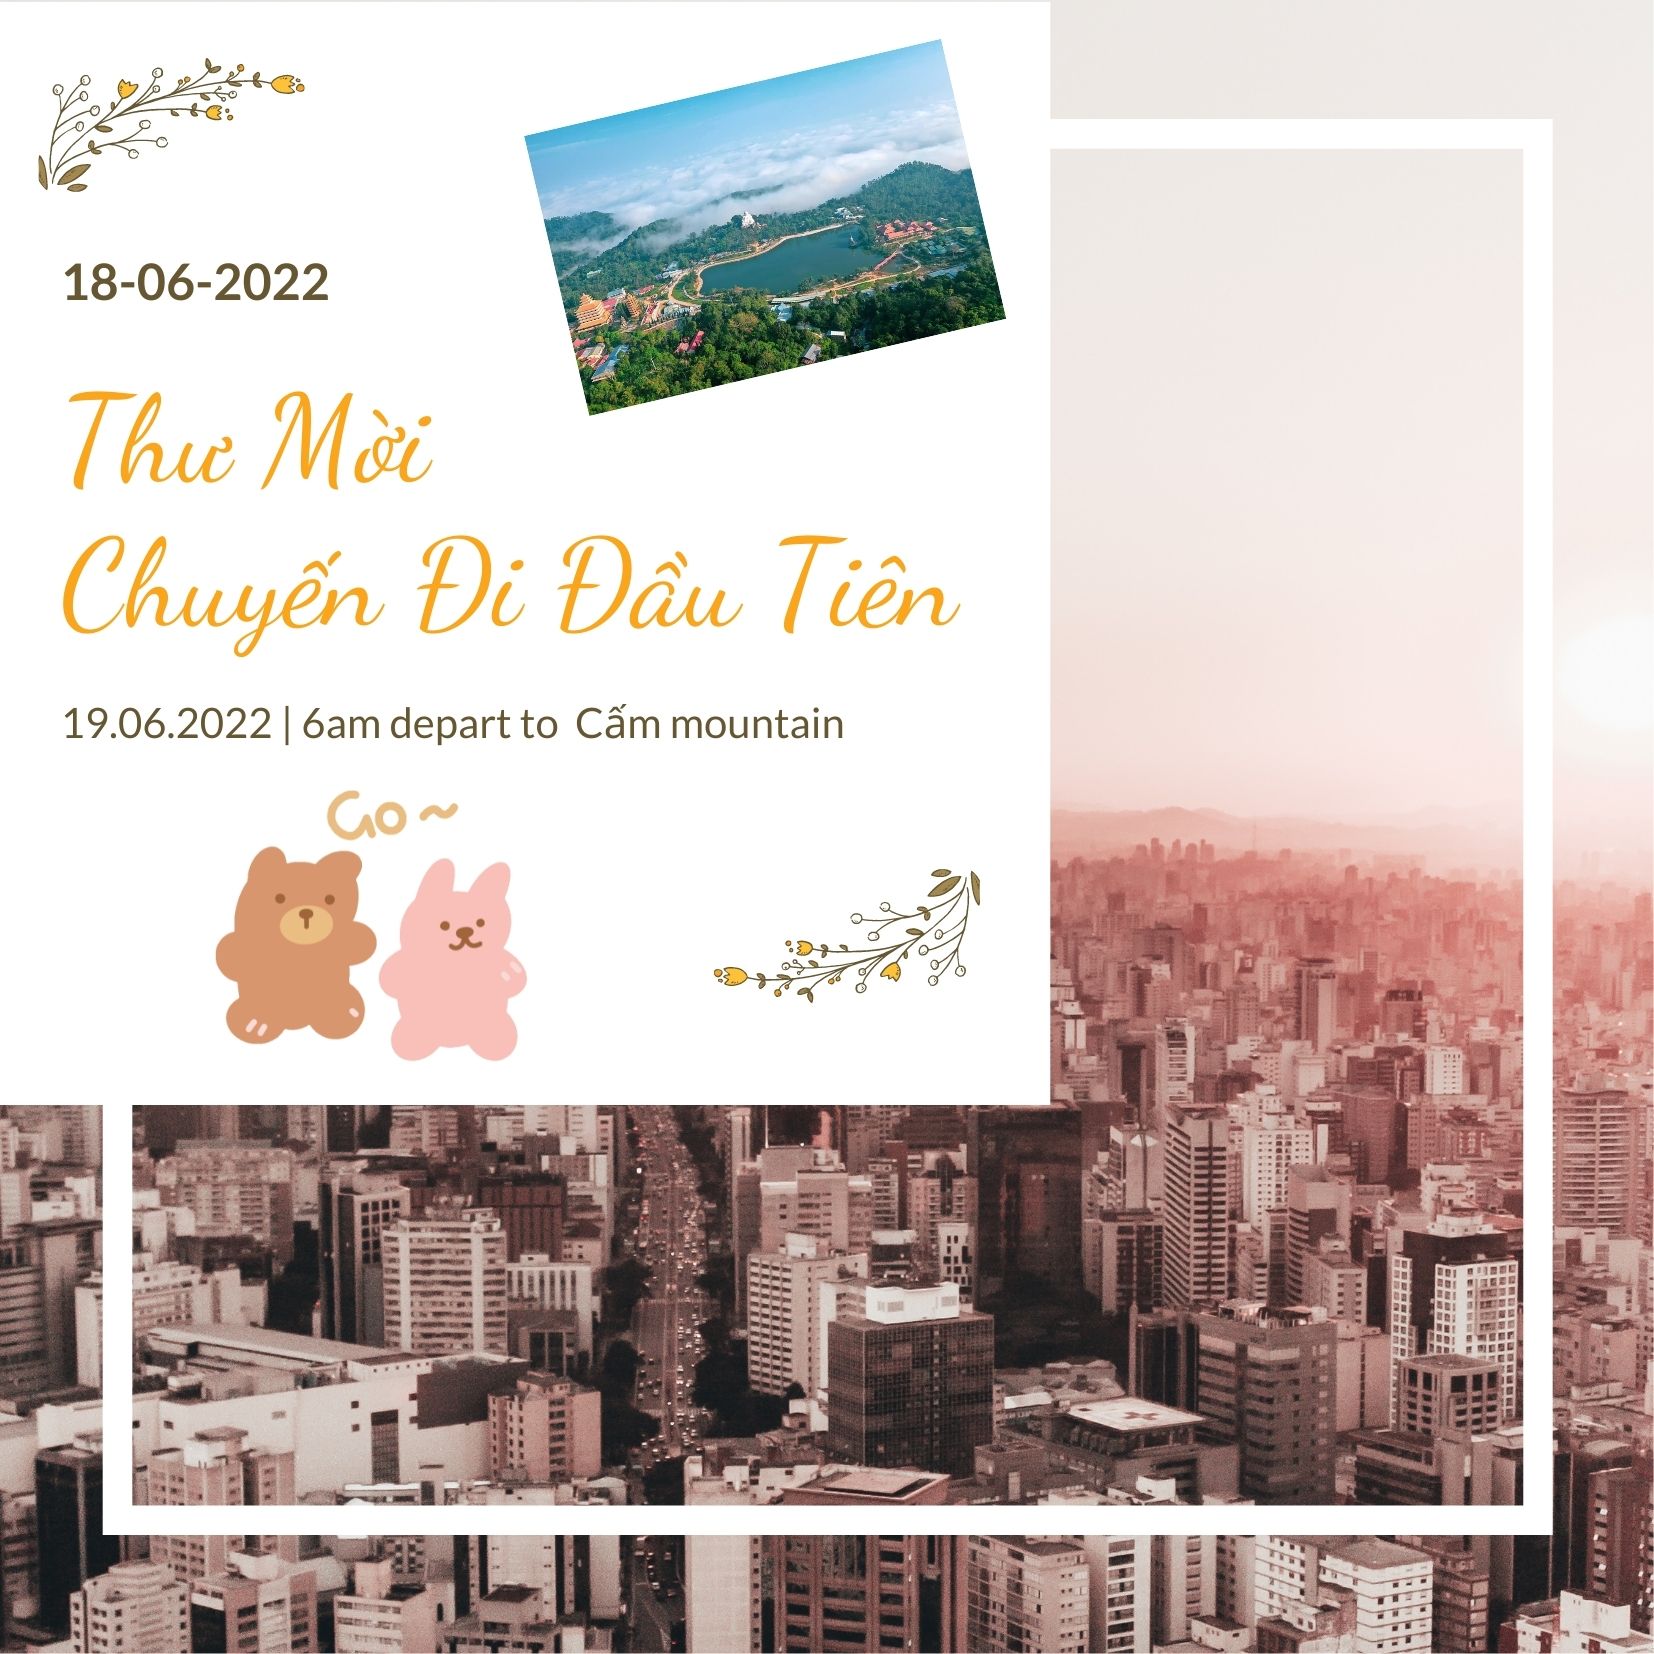 18-06-2022
Thư Mời
Chuyến Đi Đầu Tiên
19.06.2022 | 6am depart to Cấm mountain
Go ~